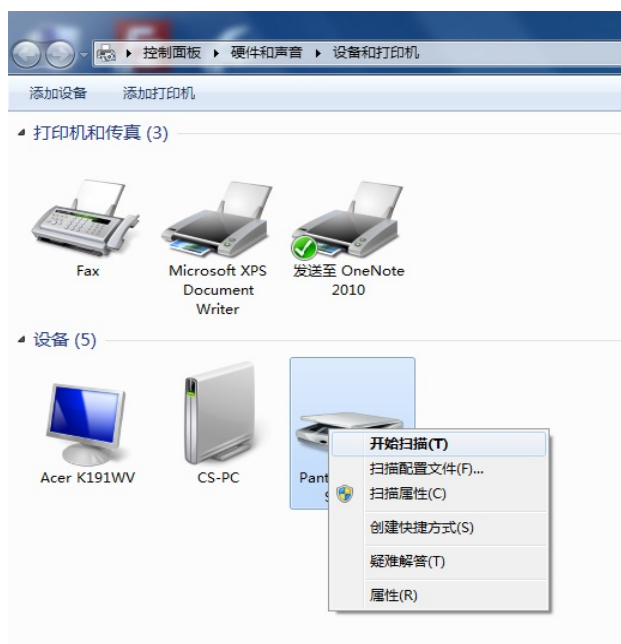 控制面板 ▸ 硬件和声音 ▸ 设备和打印机
添加设备 添加打印机
打印机和传真 (3)
Fax
Microsoft XPS
Document
Writer
发送至 OneNote
2010
设备 (5)
Acer K191WV
CS-PC
开始扫描(T)
扫描配置文件(F)...
扫描属性(C)
创建快捷方式(S)
疑难解答(T)
属性(R)